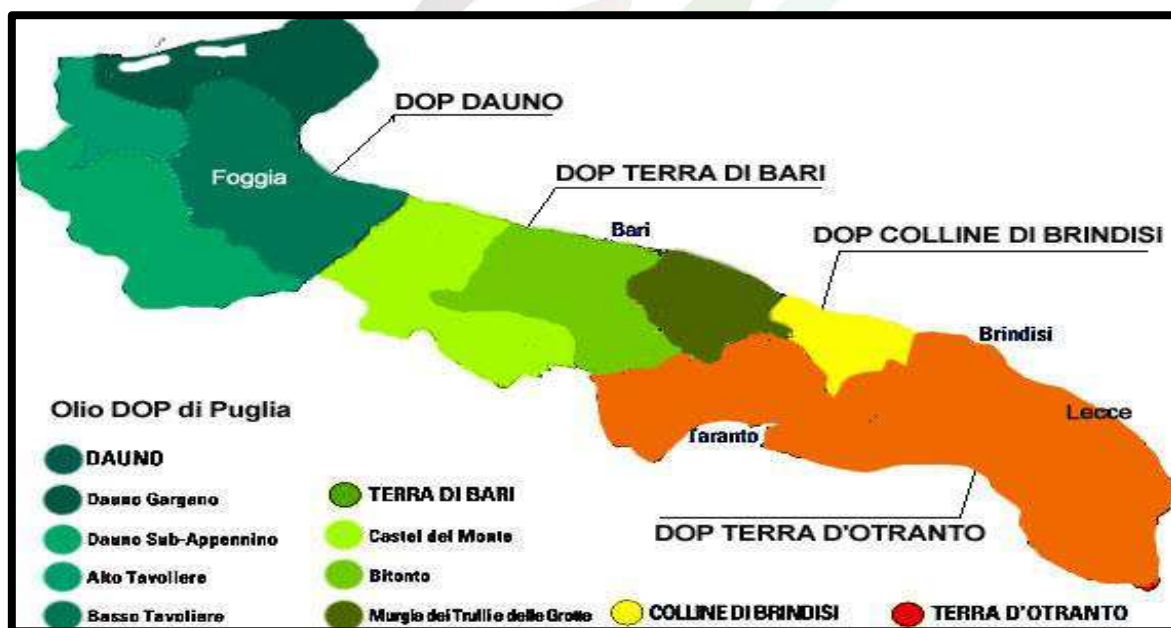 DOP DAUNO
Foggia
DOP TERRA DI BARI
Bari
DOP COLLINE DI BRINDISI
Brindisi
Lecce
Taranto
DOP TERRA D'OTRANTO
Olio DOP di Puglia
DAUNO
Dauno Gargano
Dauno Sub-Appennino
Alto Tavoliere
Basso Tavoliere
TERRA DI BARI
Castel del Monte
Bitonto
Murgia dei Trulli e delle Grotte
COLLINE DI BRINDISI
TERRA D'OTRANTO